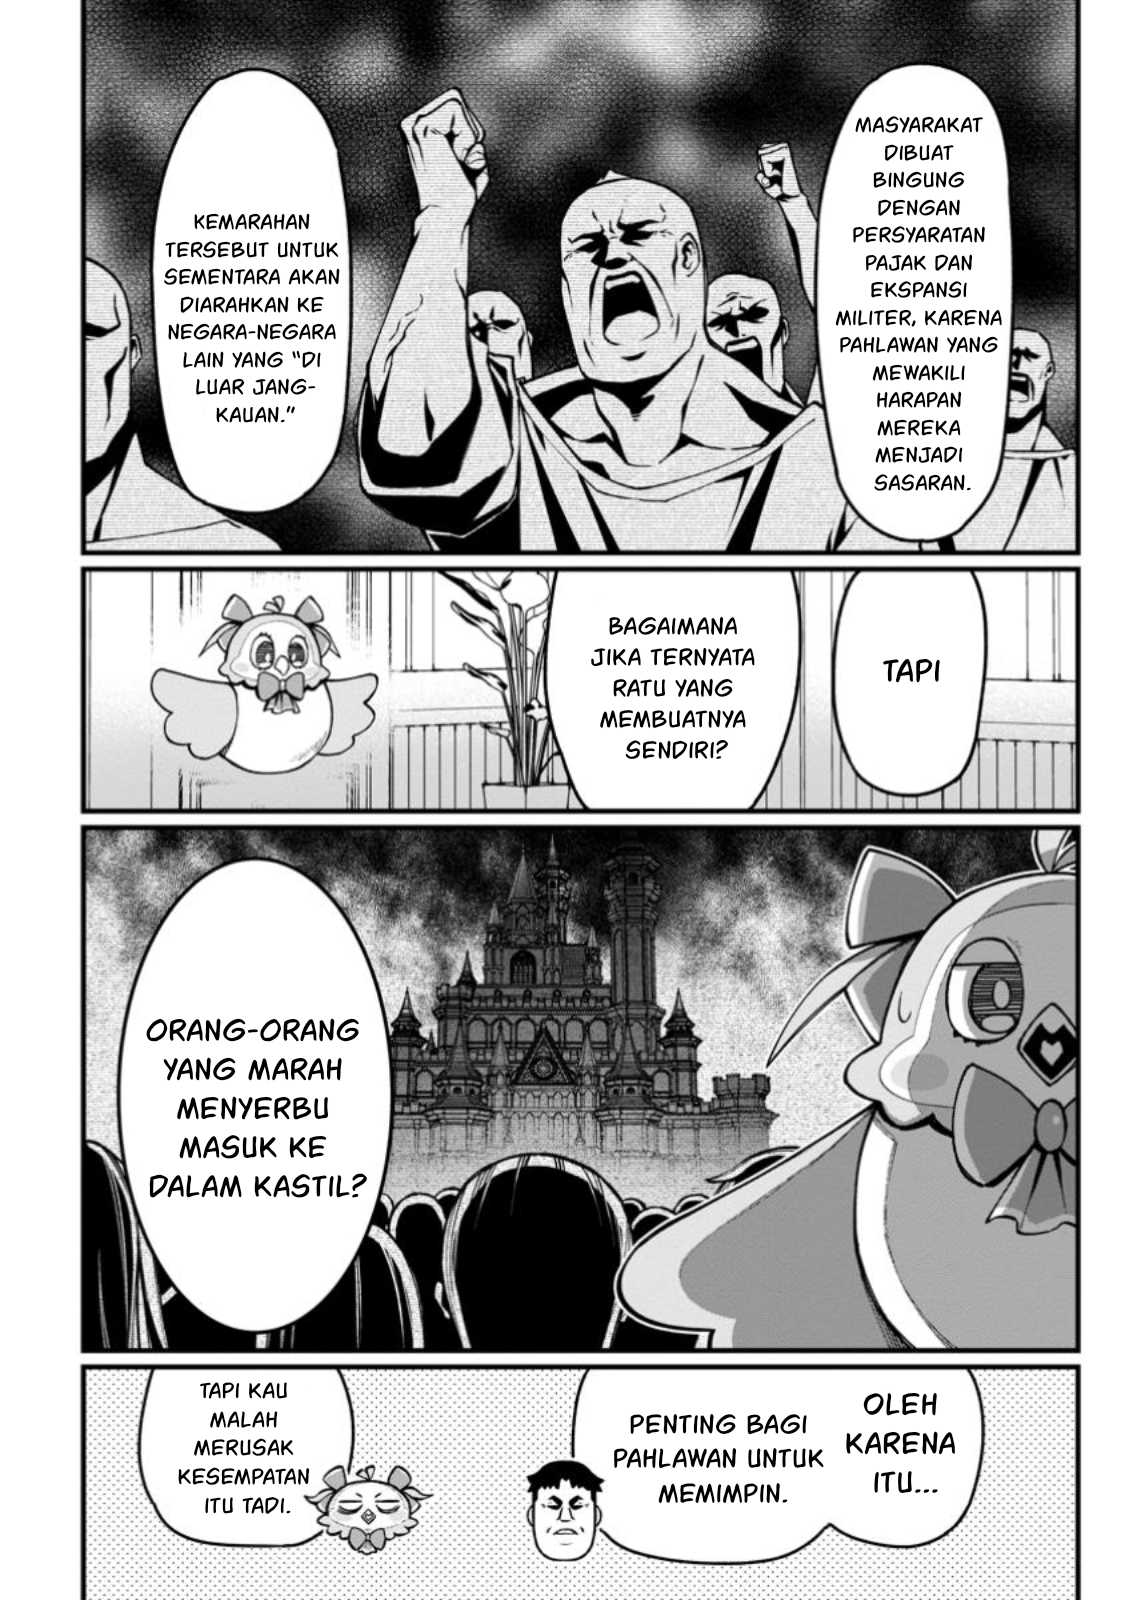 MASYARAKAT
DIBUAT
BINGUNG
DENGAN
PERSYARATAN
PAJAK DAN
EKSPANSI
MILITER, KARENA
PAHLAWAN YANG
MEWAKILI
HARAPAN
MEREKA
MENJADI
SASARAN.
KEMARAHAN
TERSEBUT UNTUK
SEMENTARA AKAN
DIARAHKAN KE
NEGARA-NEGARA
LAIN YANG "DI
LUAR JANG-
KAUAN."
TAPI
BAGAIMANA
JIKA TERNYATA
RATU YANG
MEMBUATNYA
SENDIRI?
ORANG-ORANG
YANG MARAH
MENYERBU
MASUK KE
DALAM KASTIL?
OLEH
KARENA
ITU...
PENTING BAGI
PAHLAWAN UNTUK
MEMIMPIN.
TAPI KAU
MALAH
MERUSAK
KESEMPATAN
ITU TADI.